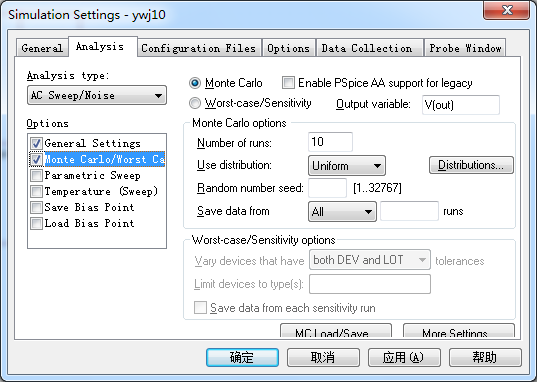 Simulation Settings - ywj10
General Analysis Configuration Files Options Data Collection Probe Window
Analysis type:
AC Sweep/Noise
Options
General Settings
Monte Carlo/Worst Ca
Parametric Sweep
Temperature (Sweep)
Save Bias Point
Load Bias Point
Monte Carlo Enable PSpice AA support for legacy
Worst-case/Sensitivity Output variable: V(out)
Monte Carlo options
Number of runs: 10
Use distribution: Uniform Distributions...
Random number seed: [1..32767]
Save data from All runs
Worst-case/Sensitivity options
Vary devices that have both DEV and LOT tolerances
Limit devices to type(s):
Save data from each sensitivity run
MC Load/Save... More Settings...
确定 取消 应用(A) 帮助